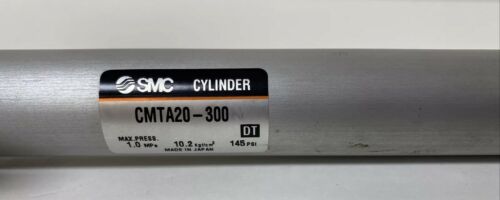 SMC CYLINDER
CMTA20-300
DT
MAX.PRESS.
1.0 MPa 10.2 Kgf/cm² 145 PSI
MADE IN JAPAN